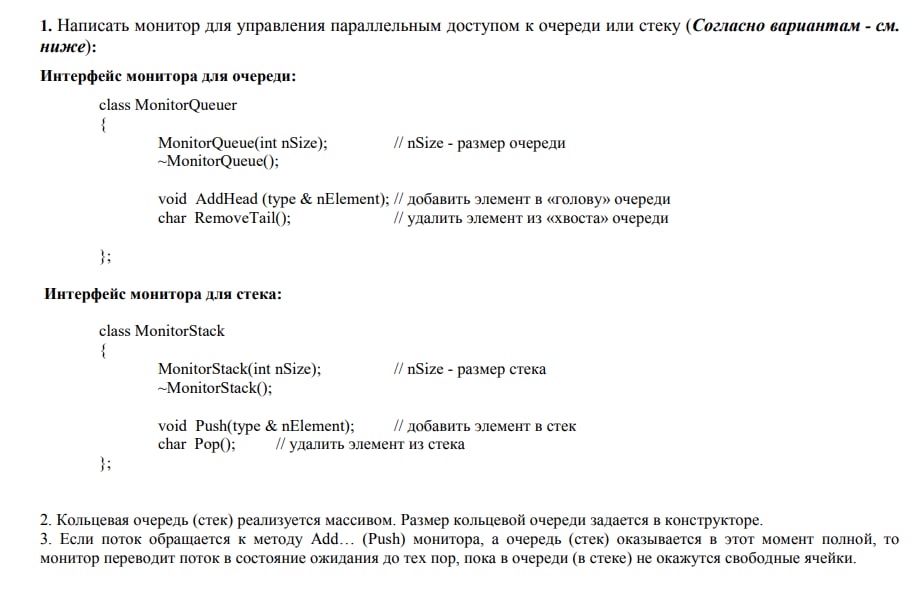 1. Написать монитор для управления параллельным доступом к очереди или стеку (Согласно вариантам - см.
ниже):
Интерфейс монитора для очереди:
class MonitorQueuer
{
MonitorQueue(int nSize); // nSize - размер очереди
~MonitorQueue();
void AddHead (type & nElement); // добавить элемент в «голову» очереди
char RemoveTail(); // удалить элемент из «хвоста» очереди
};
Интерфейс монитора для стека:
class MonitorStack
{
MonitorStack(int nSize); // nSize - размер стека
~MonitorStack();
void Push(type & nElement); // добавить элемент в стек
char Pop(); // удалить элемент из стека
};
2. Кольцевая очередь (стек) реализуется массивом. Размер кольцевой очереди задается в конструкторе.
3. Если поток обращается к методу Add… (Push) монитора, а очередь (стек) оказывается в этот момент полной, то
монитор переводит поток в состояние ожидания до тех пор, пока в очереди (в стеке) не окажутся свободные ячейки.